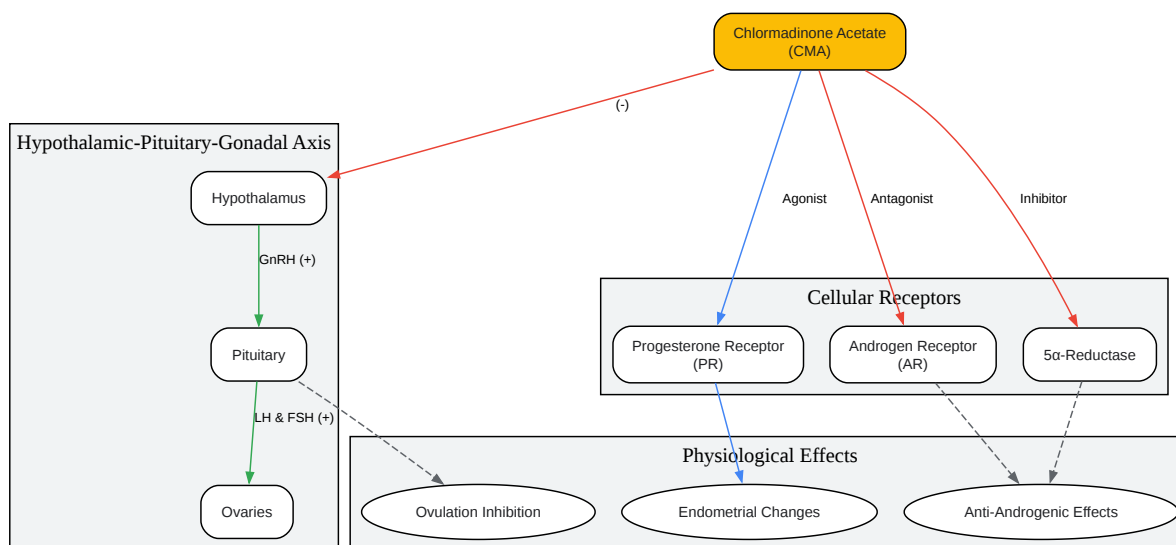 Chlormadinone Acetate
(CMA)
(-)
Hypothalamic-Pituitary-Gonadal Axis
Hypothalamus
Agonist
Antagonist
Inhibitor
GnRH (+)
Cellular Receptors
Pituitary
Progesterone Receptor
(PR)
Androgen Receptor
(AR)
5α-Reductase
LH & FSH (+)
Physiological Effects
Ovaries
Ovulation Inhibition
Endometrial Changes
Anti-Androgenic Effects